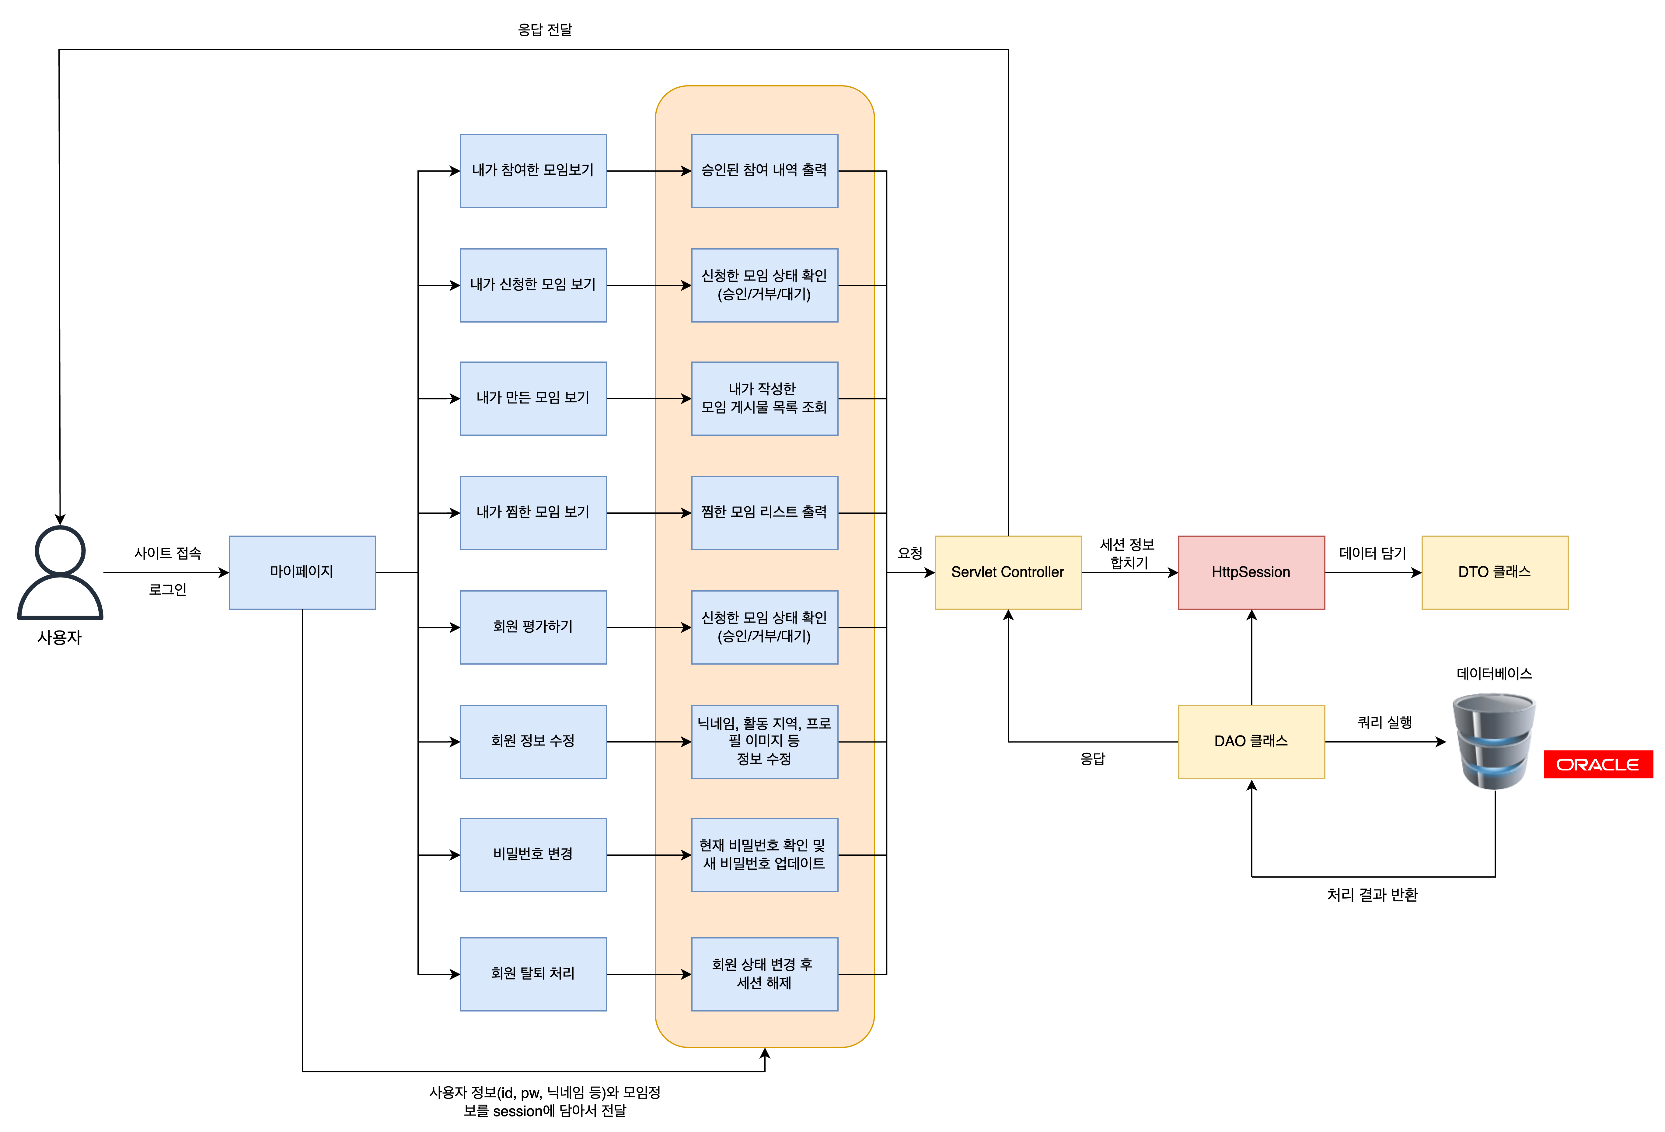 응답 전달
내가 참여한 모임보기
승인된 참여 내역 출력
내가 신청한 모임 보기
신청한 모임 상태 확인
(승인/거부/대기)
내가 만든 모임 보기
내가 작성한
모임 게시물 목록 조회
내가 찜한 모임 보기
찜한 모임 리스트 출력
사이트 접속
로그인
사용자
마이페이지
회원 평가하기
신청한 모임 상태 확인
(승인/거부/대기)
회원 정보 수정
닉네임, 활동 지역, 프로
필 이미지 등
정보 수정
비밀번호 변경
현재 비밀번호 확인 및
새 비밀번호 업데이트
회원 탈퇴 처리
회원 상태 변경 후
세션 해제
사용자 정보(id, pw, 닉네임 등)와 모임정
보를 session에 담아서 전달
요청
Servlet Controller
세션 정보
합치기
HttpSession
데이터 담기
DTO 클래스
응답
DAO 클래스
쿼리 실행
데이터베이스
ORACLE
처리 결과 반환